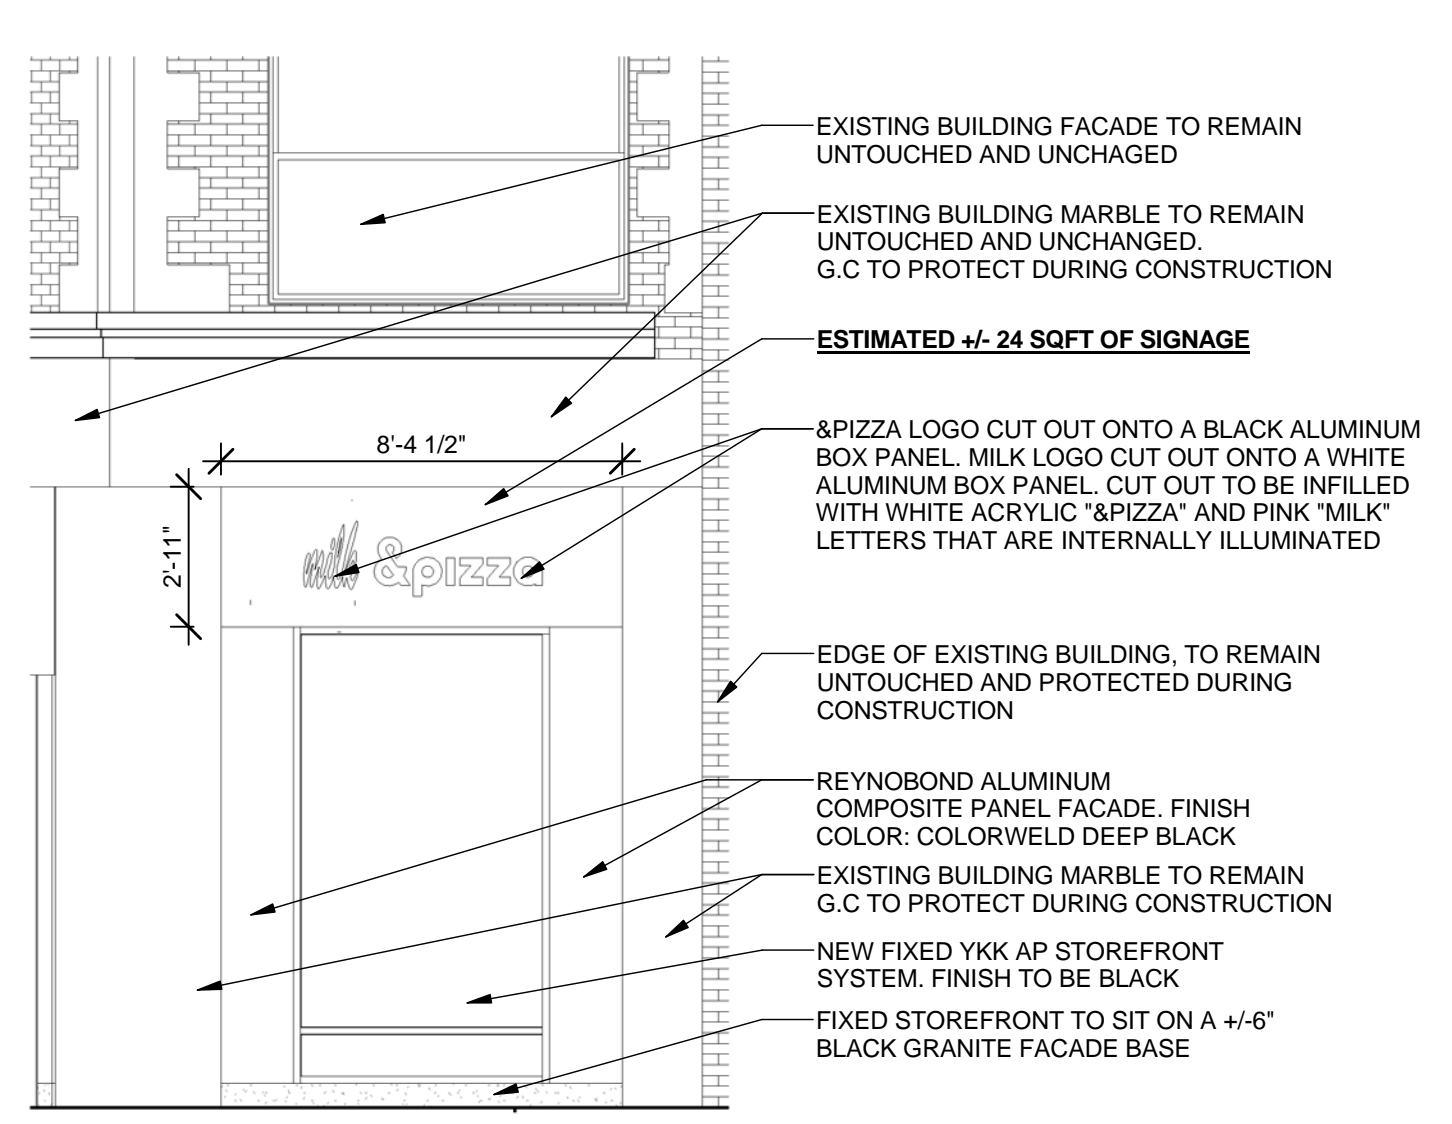 EXISTING BUILDING FACADE TO REMAIN
UNTOUCHED AND UNCHAGED
EXISTING BUILDING MARBLE TO REMAIN
UNTOUCHED AND UNCHANGED.
G.C TO PROTECT DURING CONSTRUCTION
ESTIMATED +/- 24 SQFT OF SIGNAGE
&PIZZA LOGO CUT OUT ONTO A BLACK ALUMINUM
BOX PANEL. MILK LOGO CUT OUT ONTO A WHITE
ALUMINUM BOX PANEL. CUT OUT TO BE INFILLED
WITH WHITE ACRYLIC "&PIZZA" AND PINK "MILK"
LETTERS THAT ARE INTERNALLY ILLUMINATED
8'-4 1/2"
2'-11"
milk &pizza
EDGE OF EXISTING BUILDING, TO REMAIN
UNTOUCHED AND PROTECTED DURING
CONSTRUCTION
REYNOBOND ALUMINUM
COMPOSITE PANEL FACADE. FINISH
COLOR: COLORWELD DEEP BLACK
EXISTING BUILDING MARBLE TO REMAIN
G.C TO PROTECT DURING CONSTRUCTION
NEW FIXED YKK AP STOREFRONT
SYSTEM. FINISH TO BE BLACK
FIXED STOREFRONT TO SIT ON A +/-6"
BLACK GRANITE FACADE BASE